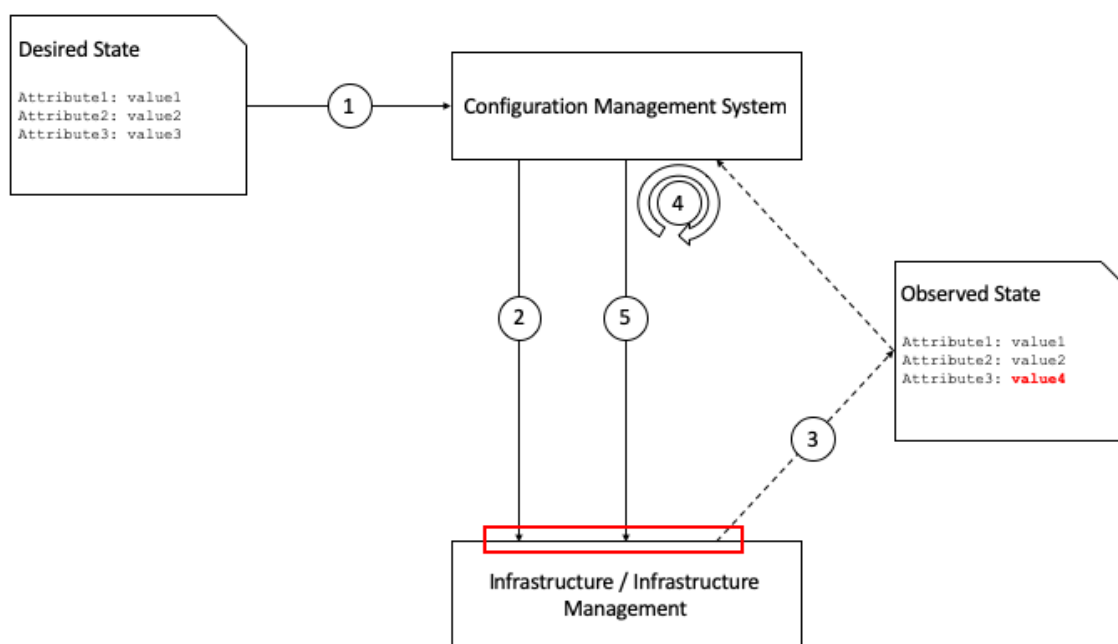 Desired State
Attribute1: value1
Attribute2: value2
Attribute3: value3
1
Configuration Management System
4
2
5
Observed State
Attribute1: value1
Attribute2: value2
Attribute3: value4
3
Infrastructure / Infrastructure
Management